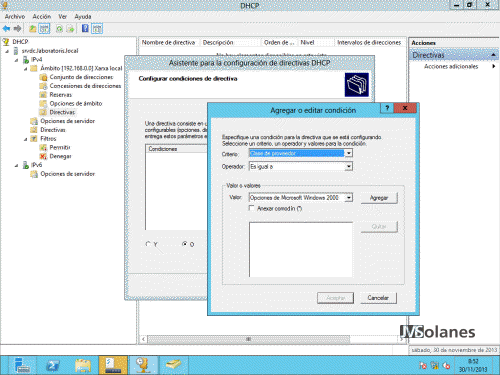 DHCP
Archivo Acción Ver Ayuda
DHCP
srvdc.laboratoris.local
IPv4
Ámbito [192.168.0.0] Xarxa local
Conjunto de direcciones
Concesiones de direcciones
Reservas
Opciones de ámbito
Directivas
Opciones de servidor
Directivas
Filtros
Permitir
Denegar
IPv6
Opciones de servidor
Nombre de directiva Descripción Orden de ... Nivel Intervalos de direcciones
Acciones
Directivas
Acciones adicionales
Asistente para la configuración de directivas DHCP
Configurar condiciones de directiva
Una directiva consiste en u
configurables (opciones, di
entrega estos parámetros e
Condiciones
Y O
Agregar o editar condición
Especifique una condición para la directiva que se está configurando.
Seleccione un criterio, un operador y valores para la condición.
Criterio: Clase de proveedor
Operador: Es igual a
Valor o valores
Valor: Opciones de Microsoft Windows 2000 Agregar
Anexar comodín (*)
Quitar
Aceptar Cancelar
JMSolanes
sábado, 30 de noviembre de 2013
8:52
30/11/2013